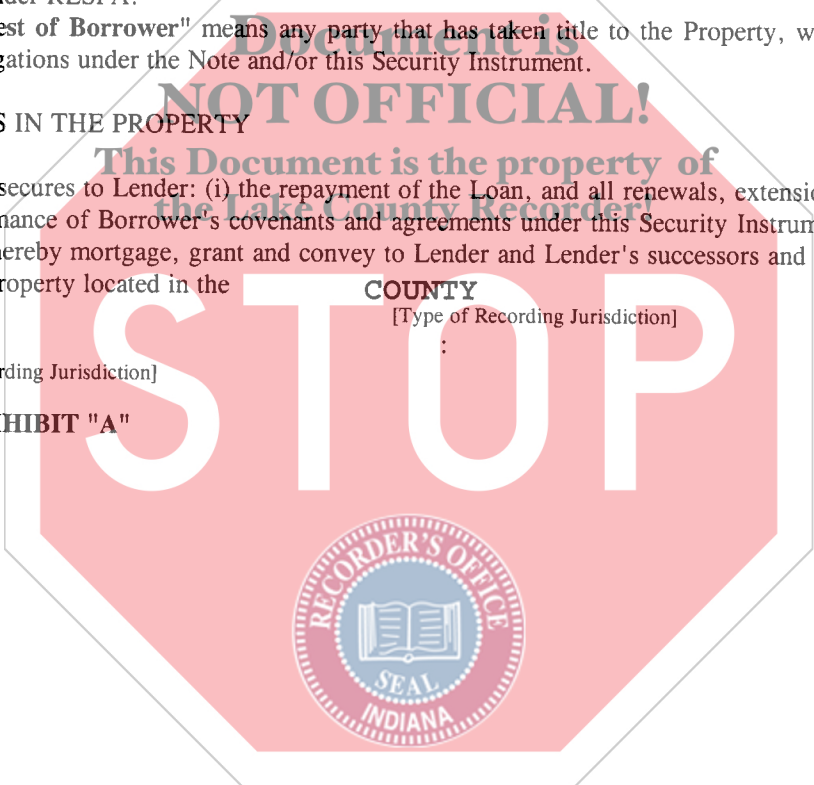 nder RESPA.
Document is
est of Borrower" means any party that has taken title to the Property, w
gations under the Note and/or this Security Instrument.
NOT OFFICIAL!
S IN THE PROPERTY
This Document is the property of
secures to Lender: (i) the repayment of the Loan, and all renewals, extensi
the Lake County Recorder!
mance of Borrower's covenants and agreements under this Security Instrum
hereby mortgage, grant and convey to Lender and Lender's successors and
roperty located in the COUNTY
[Type of Recording Jurisdiction]
:
rding Jurisdiction]
HIBIT "A"
STOP
RECORDER'S OFFICE
SEAL
INDIANA